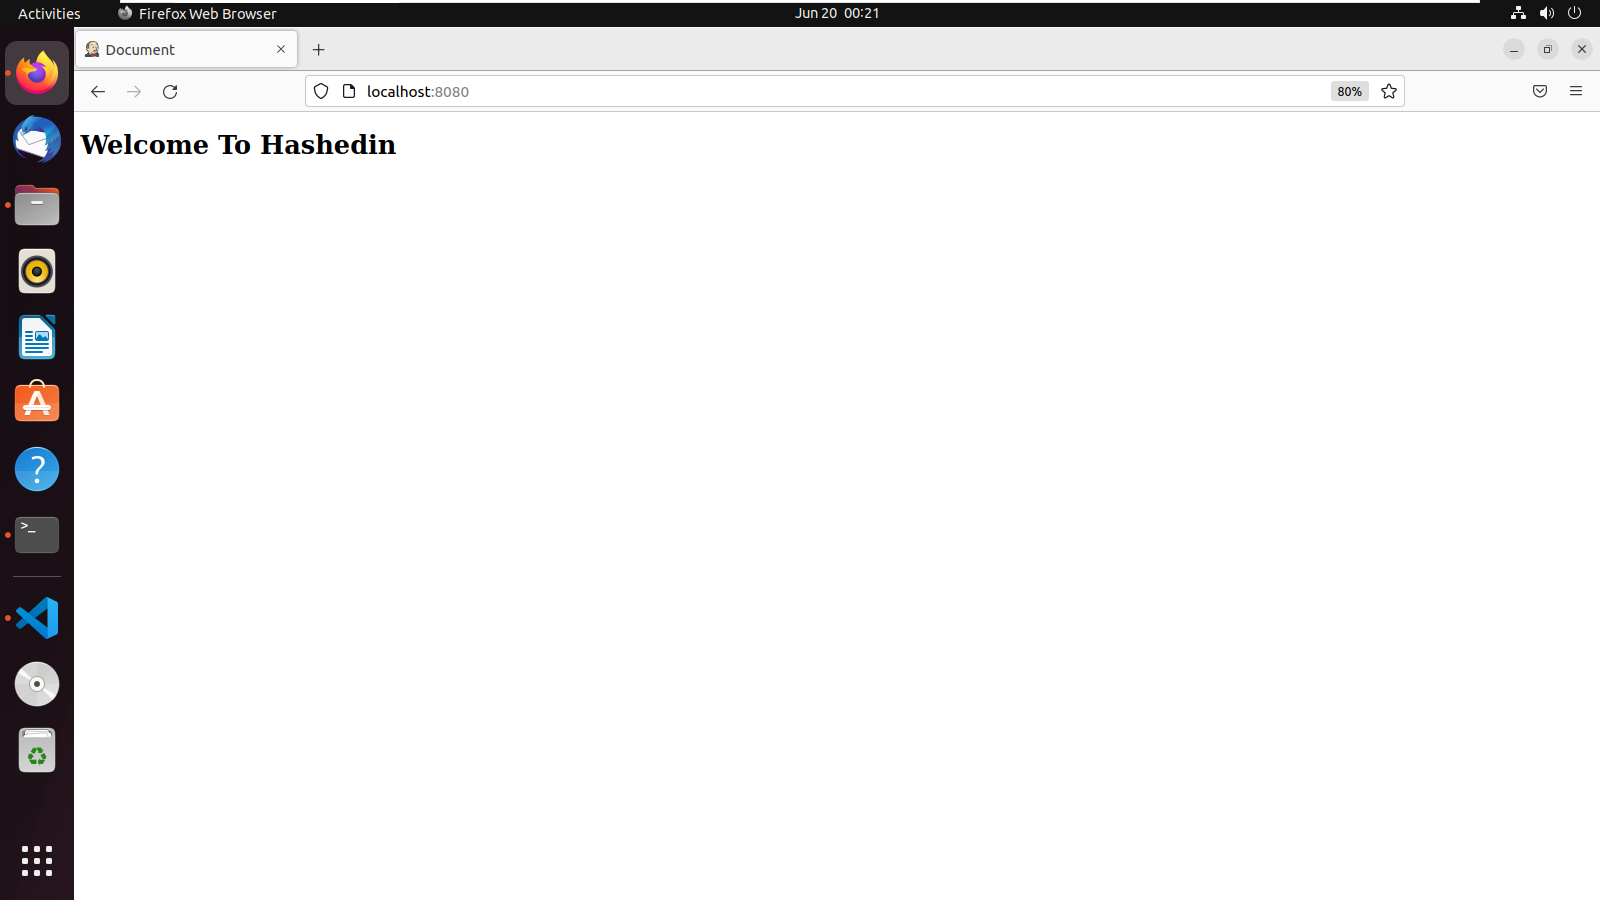 Activities
Firefox Web Browser
Jun 20 00:21
Document
localhost:8080
80%
Welcome To Hashedin